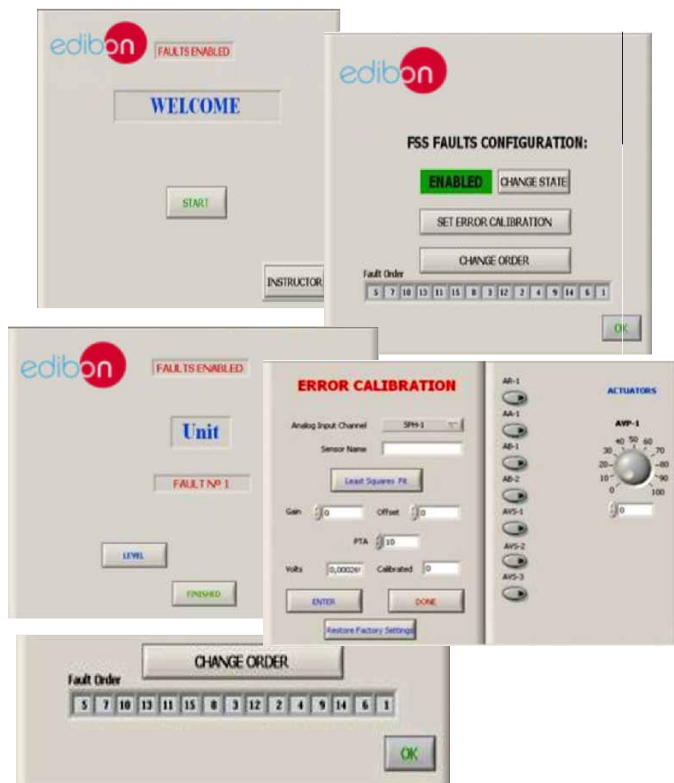 edibon FAULTS ENABLED
WELCOME
START
INSTRUCTOR
edibon
FSS FAULTS CONFIGURATION:
ENABLED CHANGE STATE
SET ERROR CALIBRATION
CHANGE ORDER
Fault Order
5 7 10 13 11 15 8 3 12 2 4 9 14 6 1
OK
edibon FAULTS ENABLED
Unit
FAULT Nº 1
LEVEL
FINISHED
ERROR CALIBRATION
Analog Input Channel SPH-1
Sensor Name
Least Squares Fit
Gain 0 Offset 0
PTA 10
Volts 0,00026 Calibrated 0
ENTER DONE
Restore Factory Settings
AR-1
AA-1
AB-1
AB-2
AVS-1
AVS-2
AVS-3
ACTUATORS
AVP-1
0 10 20 30 40 50 60 70 80 90 100
0
CHANGE ORDER
Fault Order
5 7 10 13 11 15 8 3 12 2 4 9 14 6 1
OK